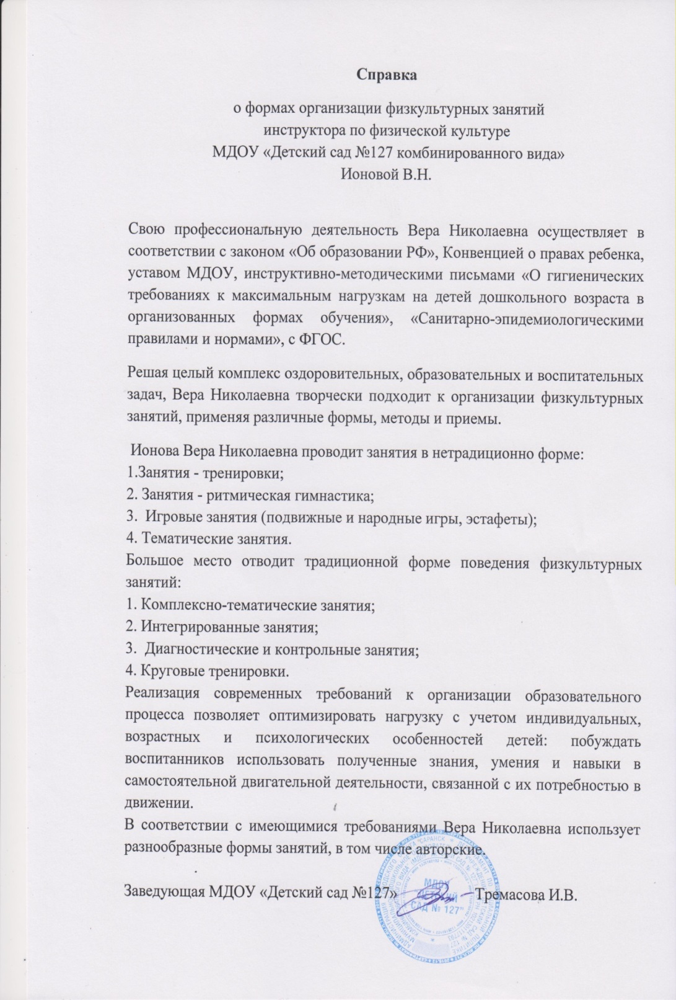 Справка
о формах организации физкультурных занятий
инструктора по физической культуре
МДОУ «Детский сад №127 комбинированного вида»
Ионовой В.Н.
Свою профессиональную деятельность Вера Николаевна осуществляет в
соответствии с законом «Об образовании РФ», Конвенцией о правах ребенка,
уставом МДОУ, инструктивно-методическими письмами «О гигиенических
требованиях к максимальным нагрузкам на детей дошкольного возраста в
организованных формах обучения», «Санитарно-эпидемиологическими
правилами и нормами», с ФГОС.
Решая целый комплекс оздоровительных, образовательных и воспитательных
задач, Вера Николаевна творчески подходит к организации физкультурных
занятий, применяя различные формы, методы и приемы.
Ионова Вера Николаевна проводит занятия в нетрадиционно форме:
1.Занятия - тренировки;
2. Занятия - ритмическая гимнастика;
3. Игровые занятия (подвижные и народные игры, эстафеты);
4. Тематические занятия.
Большое место отводит традиционной форме поведения физкультурных
занятий:
1. Комплексно-тематические занятия;
2. Интегрированные занятия;
3. Диагностические и контрольные занятия;
4. Круговые тренировки.
Реализация современных требований к организации образовательного
процесса позволяет оптимизировать нагрузку с учетом индивидуальных,
возрастных и психологических особенностей детей: побуждать
воспитанников использовать полученные знания, умения и навыки в
самостоятельной двигательной деятельности, связанной с их потребностью в
движении.
В соответствии с имеющимися требованиями Вера Николаевна использует
разнообразные формы занятий, в том числе авторские.
Заведующая МДОУ «Детский сад №127» Тремасова И.В.
МДОУ
"ДЕТСКИЙ
САД № 127"